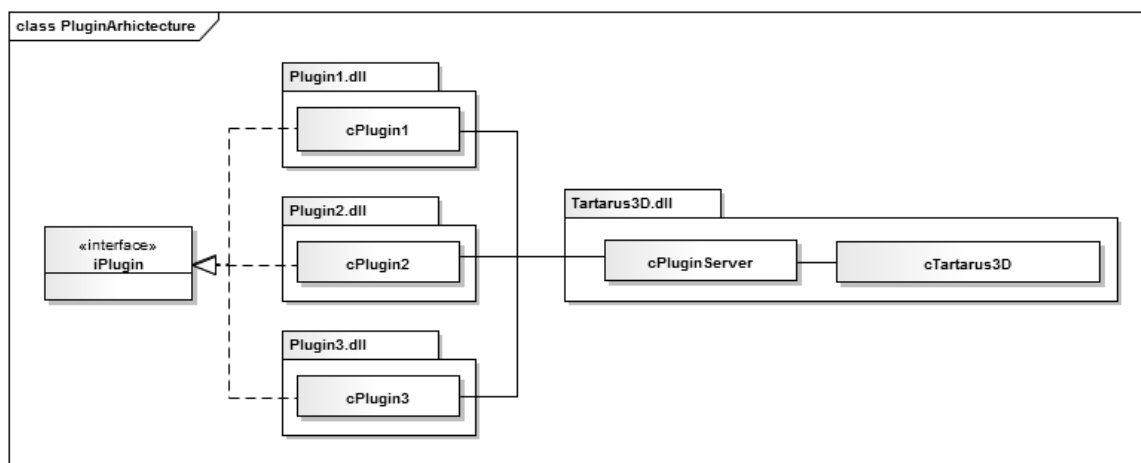 class PluginArhictecture
Plugin1.dll
cPlugin1
Plugin2.dll
Tartarus3D.dll
«interface»
iPlugin
cPlugin2
cPluginServer
cTartarus3D
Plugin3.dll
cPlugin3